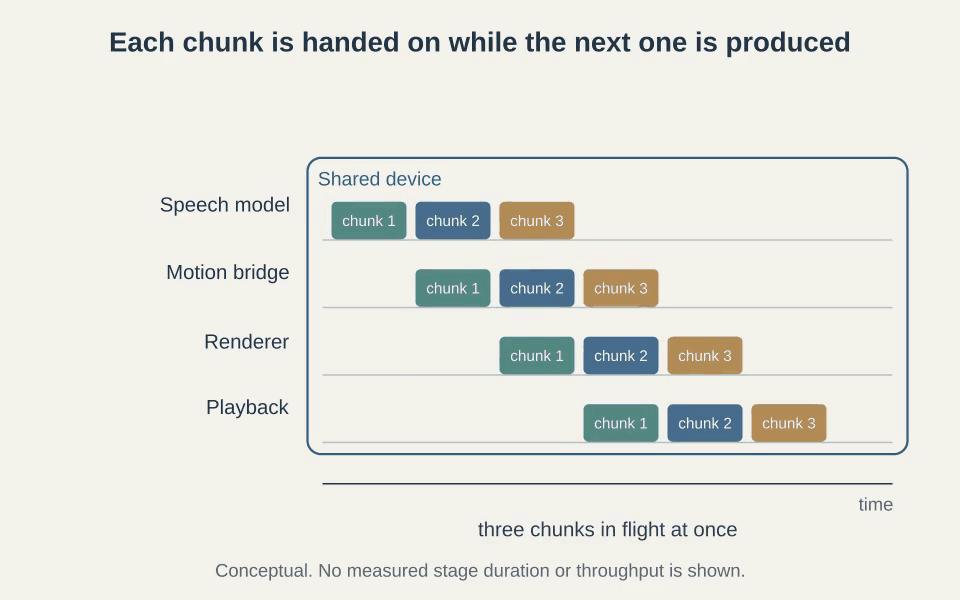 Each chunk is handed on while the next one is produced
Shared device
Speech model
chunk 1 chunk 2 chunk 3
Motion bridge
chunk 1 chunk 2 chunk 3
Renderer
chunk 1 chunk 2 chunk 3
Playback
chunk 1 chunk 2 chunk 3
time
three chunks in flight at once
Conceptual. No measured stage duration or throughput is shown.